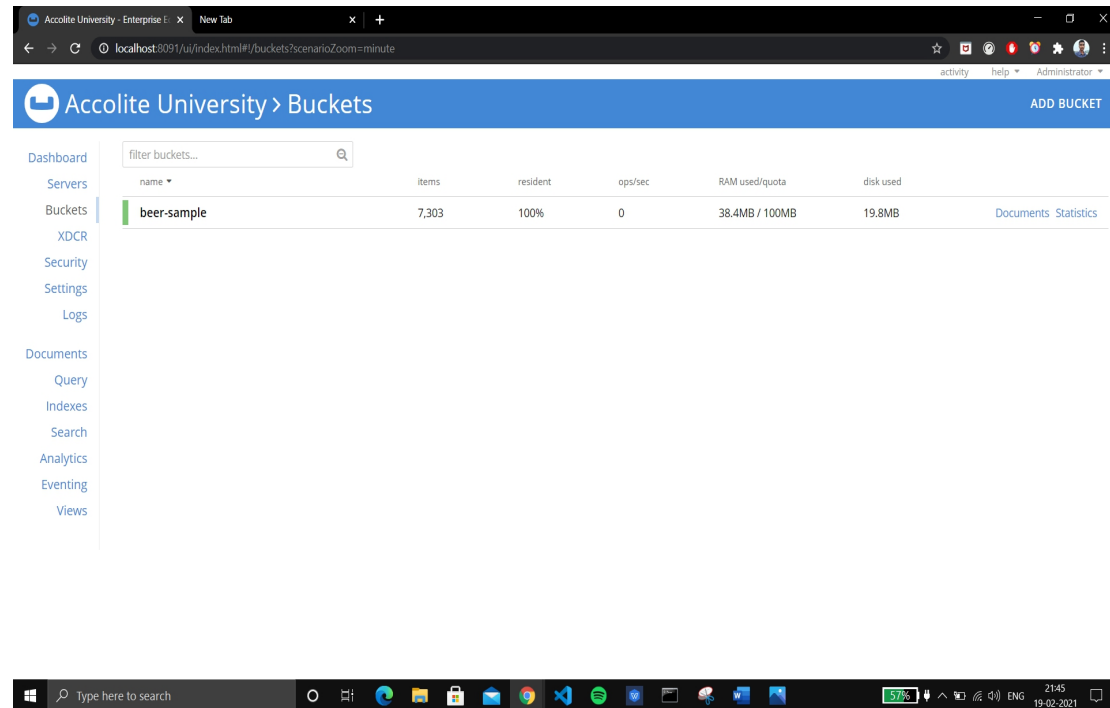 Accolite University - Enterprise E
New Tab
localhost:8091/ui/index.html#!/buckets?scenarioZoom=minute
activity help Administrator
Accolite University > Buckets
ADD BUCKET
Dashboard
Servers
Buckets
XDCR
Security
Settings
Logs
Documents
Query
Indexes
Search
Analytics
Eventing
Views
filter buckets...
name items resident ops/sec RAM used/quota disk used
beer-sample 7,303 100% 0 38.4MB / 100MB 19.8MB Documents Statistics
Type here to search
57%
ENG
21:45
19-02-2021